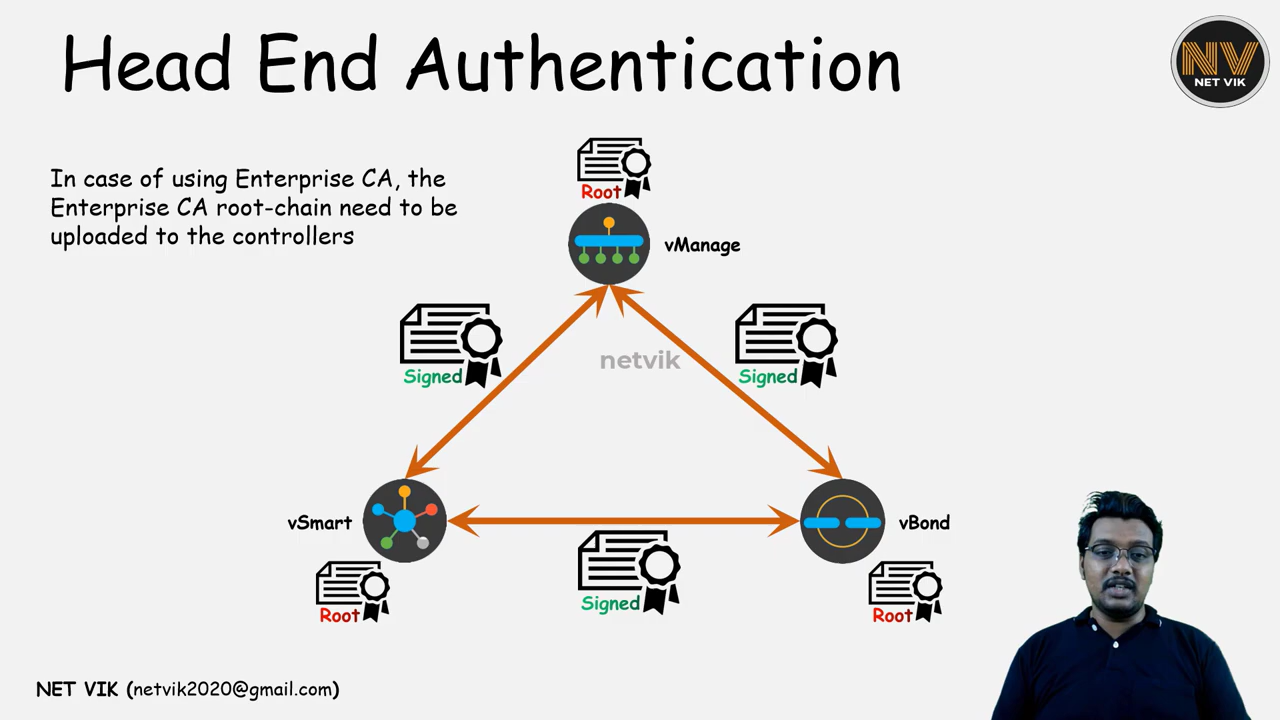 Head End Authentication
NV
NET VIK
In case of using Enterprise CA, the
Enterprise CA root-chain need to be
uploaded to the controllers
Root
vManage
Signed
netvik
Signed
vSmart
vBond
Root
Signed
Root
NET VIK (netvik2020@gmail.com)